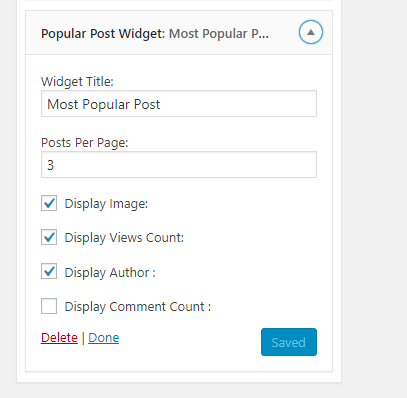 Popular Post Widget: Most Popular P...
Widget Title:
Most Popular Post
Posts Per Page:
3
Display Image:
Display Views Count:
Display Author :
Display Comment Count :
Delete | Done
Saved